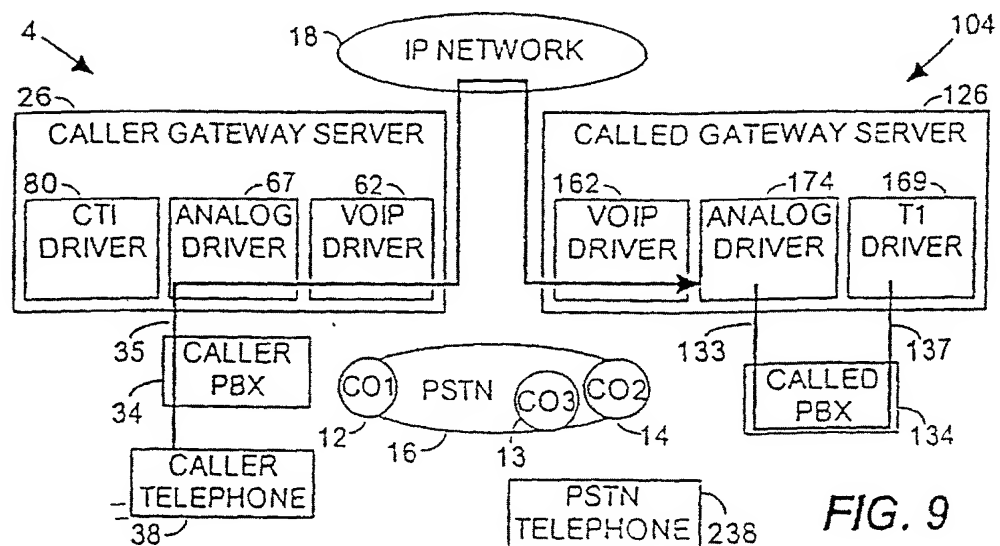 4
18
IP NETWORK
104
26
CALLER GATEWAY SERVER
80
CTI
DRIVER
67
ANALOG
DRIVER
62
VOIP
DRIVER
126
CALLED GATEWAY SERVER
162
VOIP
DRIVER
174
ANALOG
DRIVER
169
T1
DRIVER
35
CALLER
PBX
34
CO1
PSTN
CO3
CO2
12
16
13
14
133
137
CALLED
PBX
134
CALLER
TELEPHONE
38
PSTN
TELEPHONE
238
FIG. 9